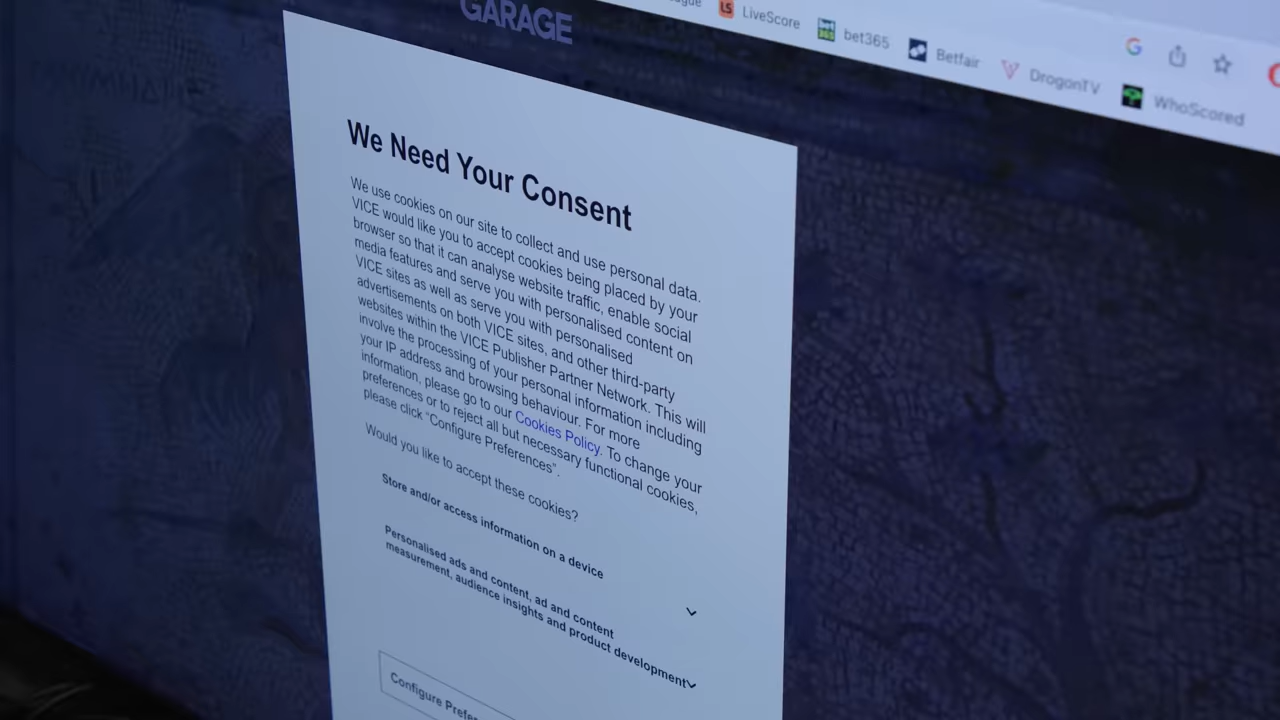 LiveScore
bet365
Betfair
DrogonTV
WhoScored
GARAGE
We Need Your Consent
We use cookies on our site to collect and use personal data.
VICE would like you to accept cookies being placed by your
browser so that it can analyse website traffic, enable social
media features and serve you with personalised content on
VICE sites as well as serve you with personalised
advertisements on both VICE sites, and other third-party
websites within the VICE Publisher Partner Network. This will
involve the processing of your personal information including
your IP address and browsing behaviour. For more
information, please go to our Cookies Policy. To change your
preferences or to reject all but necessary functional cookies,
please click "Configure Preferences".
Would you like to accept these cookies?
Store and/or access information on a device
Personalised ads and content, ad and content
measurement, audience insights and product development
Configure